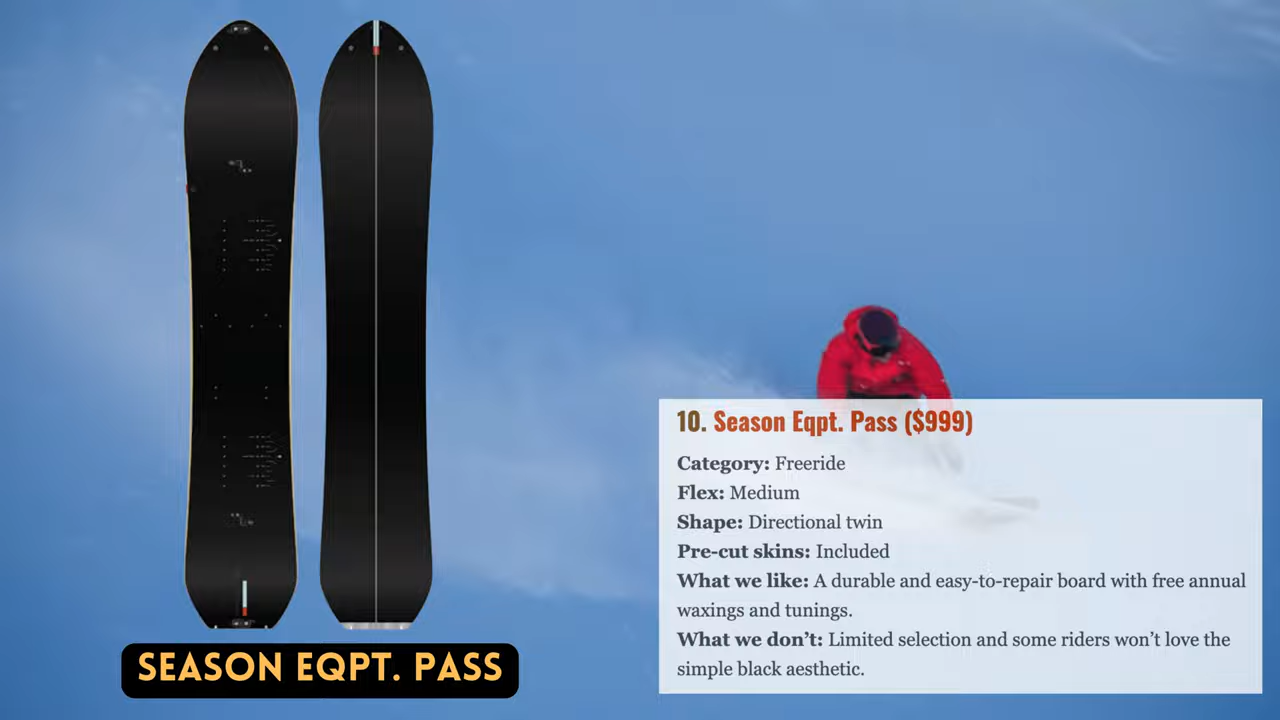 SEASON EQPT. PASS
10. Season Eqpt. Pass ($999)
Category: Freeride
Flex: Medium
Shape: Directional twin
Pre-cut skins: Included
What we like: A durable and easy-to-repair board with free annual
waxings and tunings.
What we don’t: Limited selection and some riders won’t love the
simple black aesthetic.